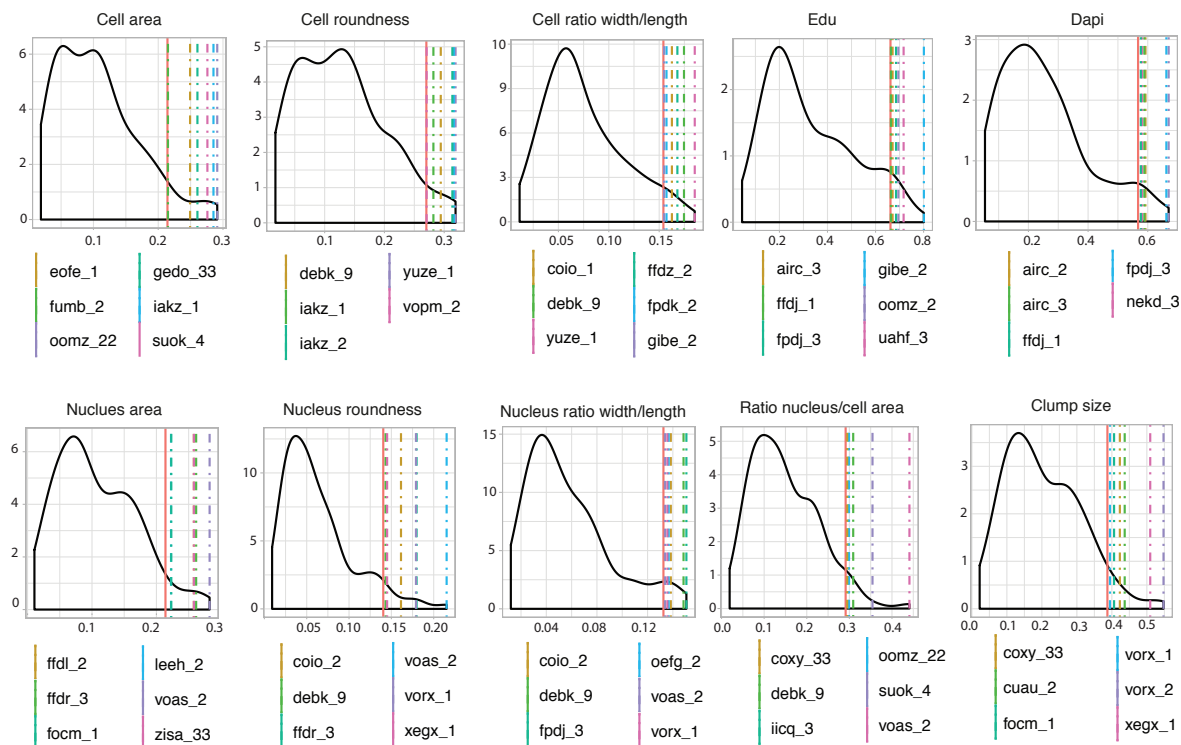 Cell area
Cell roundness
Cell ratio width/length
Edu
Dapi
6
4
2
0
0.1
0.2
0.3
5
4
3
2
1
0
0.1
0.2
0.3
10
9
6
3
0
0.05
0.10
0.15
2
1
0
0.2
0.4
0.6
0.8
3
2
1
0
0.2
0.4
0.6
eofe_1
gedo_33
fumb_2
iakz_1
oomz_22
suok_4
debk_9
yuze_1
iakz_1
vopm_2
iakz_2
coio_1
ffdz_2
debk_9
fpdk_2
yuze_1
gibe_2
airc_3
gibe_2
ffdj_1
oomz_2
fpdj_3
uahf_3
airc_2
fpdj_3
airc_3
nekd_3
ffdj_1
Nuclues area
Nucleus roundness
Nucleus ratio width/length
Ratio nucleus/cell area
Clump size
6
4
2
0
0.1
0.2
0.3
10
5
0
0.05
0.10
0.15
0.20
15
10
5
0
0.04
0.08
0.12
5
4
3
2
1
0
0.0
0.1
0.2
0.3
0.4
3
2
1
0
0.0
0.1
0.2
0.3
0.4
0.5
ffdl_2
leeh_2
ffdr_3
voas_2
focm_1
zisa_33
coio_2
voas_2
debk_9
vorx_1
ffdr_3
xegx_1
coio_2
oefg_2
debk_9
voas_2
fpdj_3
vorx_1
coxy_33
oomz_22
debk_9
suok_4
iicq_3
voas_2
coxy_33
vorx_1
cuau_2
vorx_2
focm_1
xegx_1